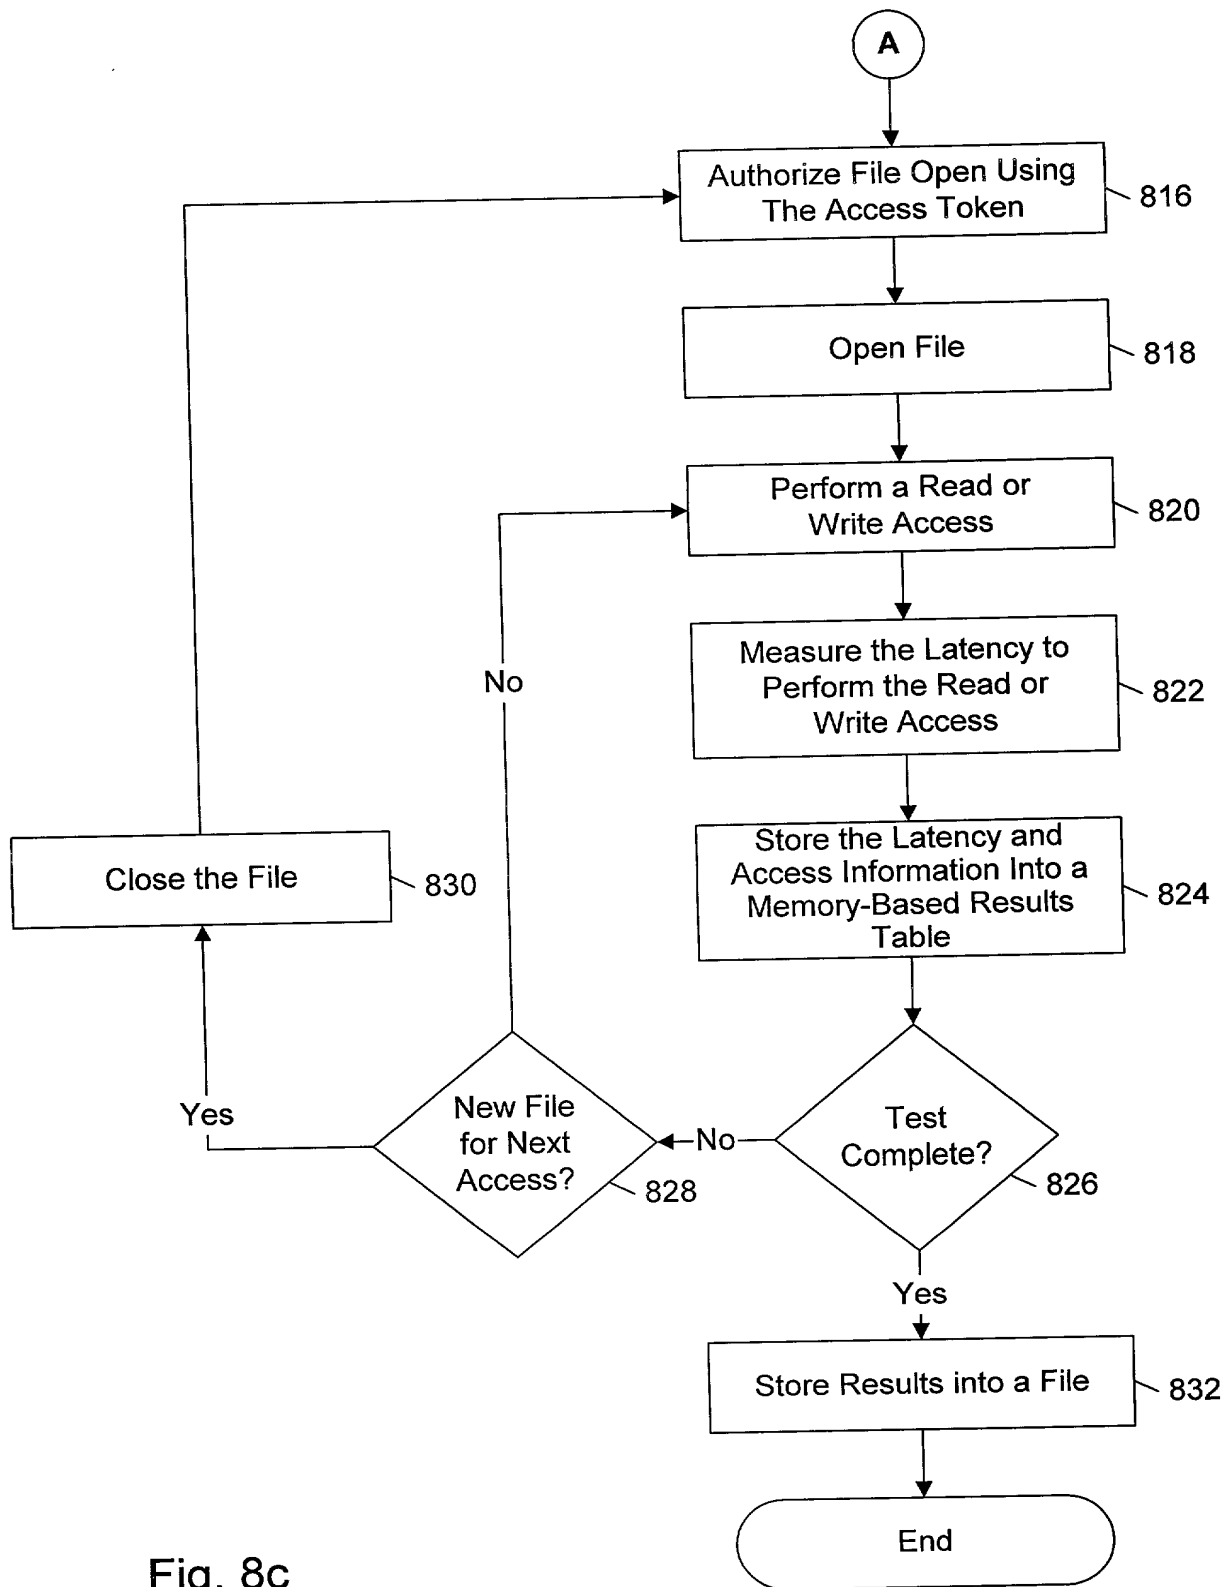 A
Authorize File Open Using
The Access Token
816
Open File
818
Perform a Read or
Write Access
820
No
Measure the Latency to
Perform the Read or
Write Access
822
Store the Latency and
Access Information Into a
Memory-Based Results
Table
824
Close the File
830
Yes
New File
for Next
Access?
828
No
Test
Complete?
826
Yes
Store Results into a File
832
End
Fig. 8c